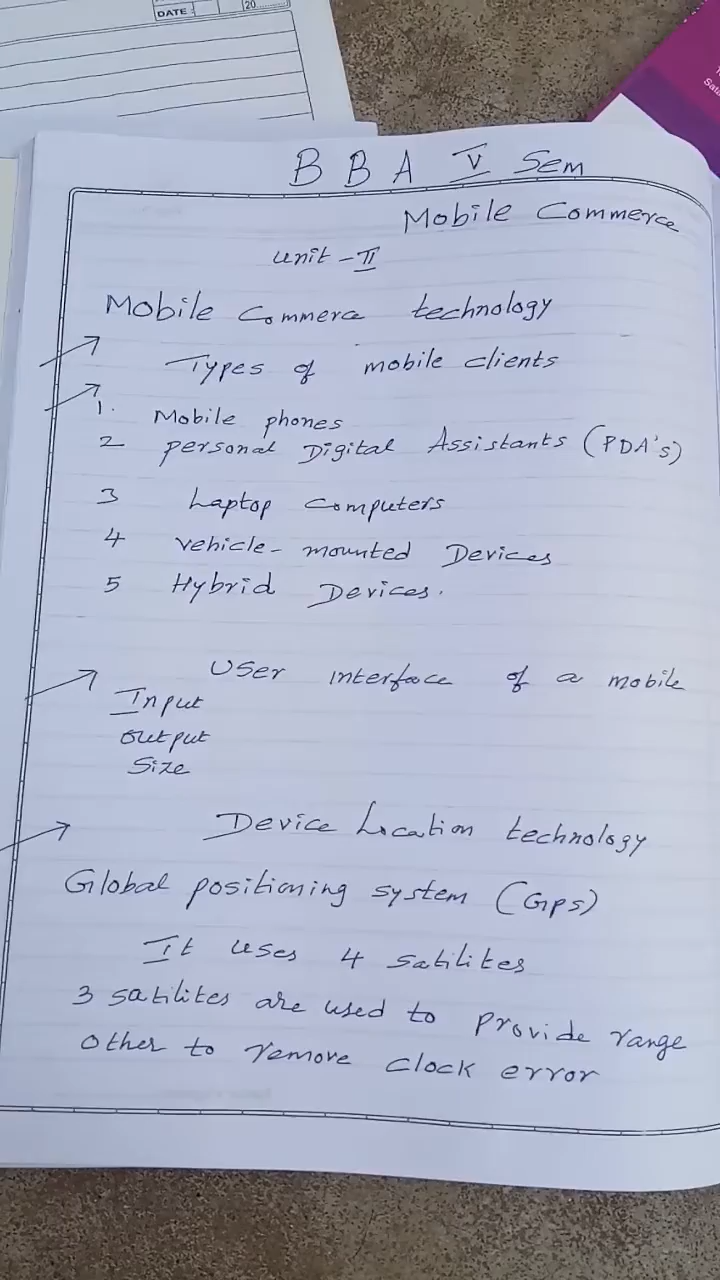 DATE
20
Sata
B B A V Sem
Mobile Commerce
unit - II
Mobile Commerce technology
Types of mobile clients
1. Mobile phones
2 personal Digital Assistants (PDA's)
3 Laptop computers
4 vehicle-mounted Devices
5 Hybrid Devices.
User interface of a mobile
Input
output
Size
Device Location technology
Global positioning system (Gps)
It uses 4 satilites
3 satilites are used to provide range
other to remove clock error